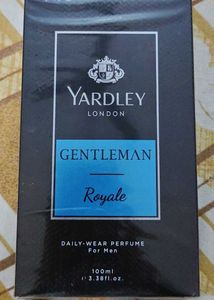 YARDLEY
LONDON
GENTLEMAN
Royale
DAILY-WEAR PERFUME
For Men
100ml
℮ 3.38fl.oz.